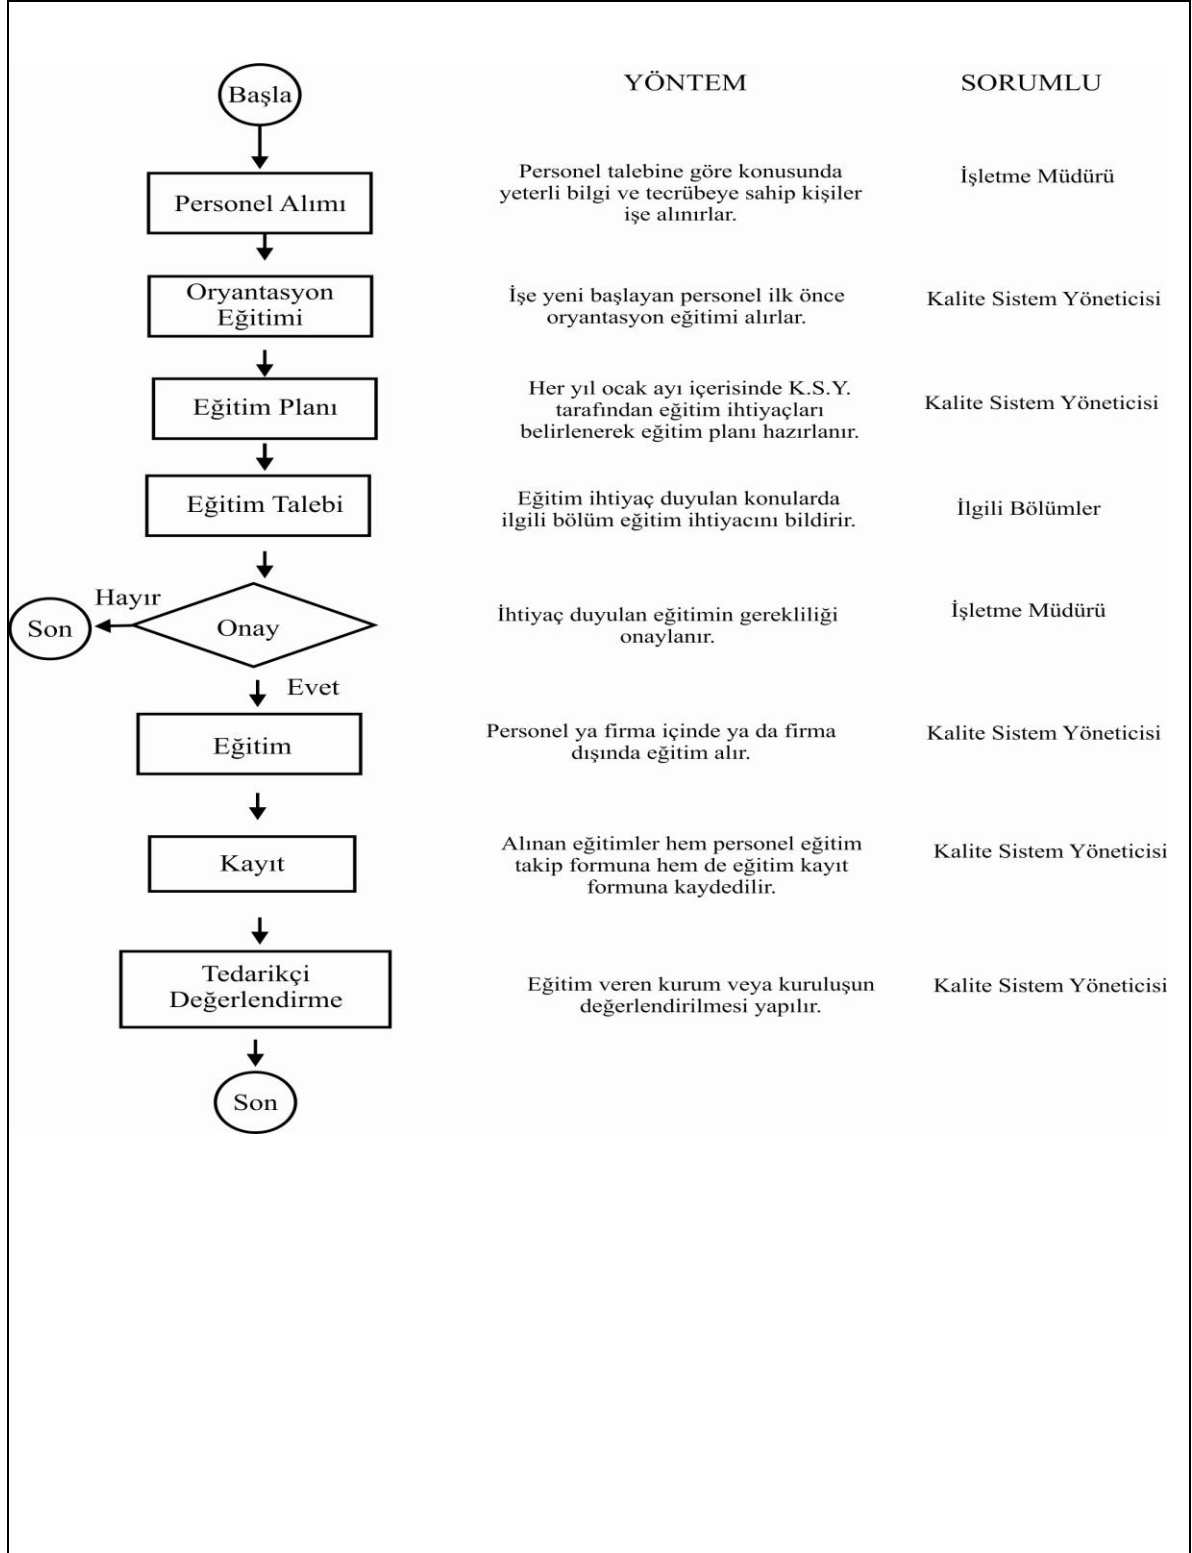 Başla
YÖNTEM
SORUMLU
Personel Alımı
Personel talebine göre konusunda
yeterli bilgi ve tecrübeye sahip kişiler
işe alınırlar.
İşletme Müdürü
Oryantasyon
Eğitimi
İşe yeni başlayan personel ilk önce
oryantasyon eğitimi alırlar.
Kalite Sistem Yöneticisi
Eğitim Planı
Her yıl ocak ayı içerisinde K.S.Y.
tarafından eğitim ihtiyaçları
belirlenerek eğitim planı hazırlanır.
Kalite Sistem Yöneticisi
Eğitim Talebi
Eğitim ihtiyaç duyulan konularda
ilgili bölüm eğitim ihtiyacını bildirir.
İlgili Bölümler
Hayır
Son
Onay
İhtiyaç duyulan eğitimin gerekliliği
onaylanır.
İşletme Müdürü
Evet
Eğitim
Personel ya firma içinde ya da firma
dışında eğitim alır.
Kalite Sistem Yöneticisi
Kayıt
Alınan eğitimler hem personel eğitim
takip formuna hem de eğitim kayıt
formuna kaydedilir.
Kalite Sistem Yöneticisi
Tedarikçi
Değerlendirme
Eğitim veren kurum veya kuruluşun
değerlendirilmesi yapılır.
Kalite Sistem Yöneticisi
Son